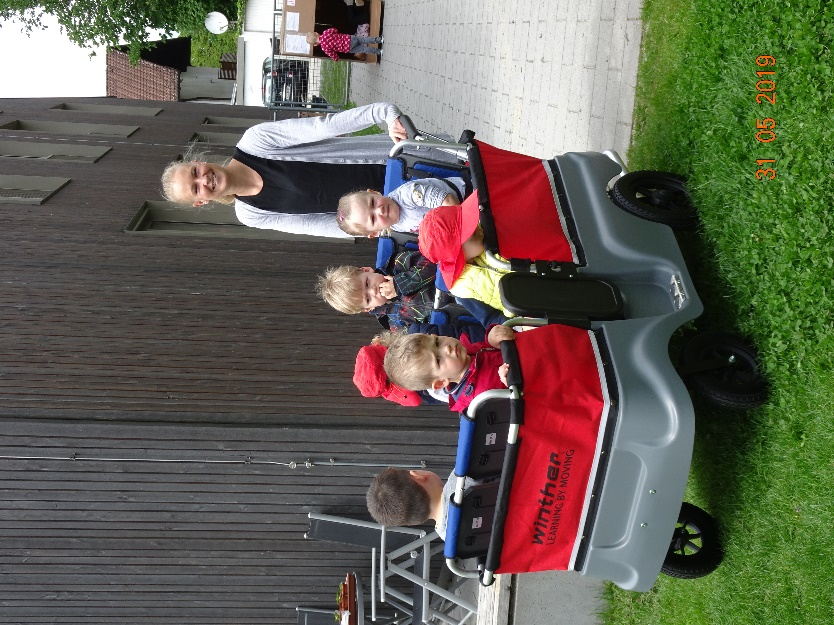 winther
LEARNING BY MOVING
31 05 2019